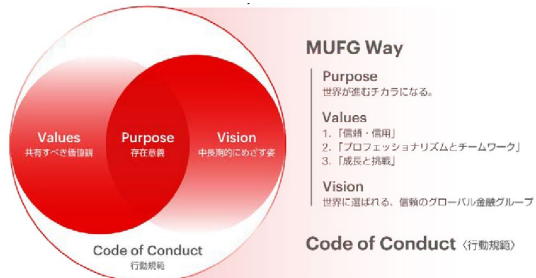 Values
共有すべき価値観
Purpose
存在意義
Vision
中長期的にめざす姿
Code of Conduct
行動規範
MUFG Way
Purpose
世界が進むチカラになる。
Values
1. 「信頼・信用」
2. 「プロフェッショナリズムとチームワーク」
3. 「成長と挑戦」
Vision
世界に選ばれる、信頼のグローバル金融グループ
Code of Conduct〈行動規範〉